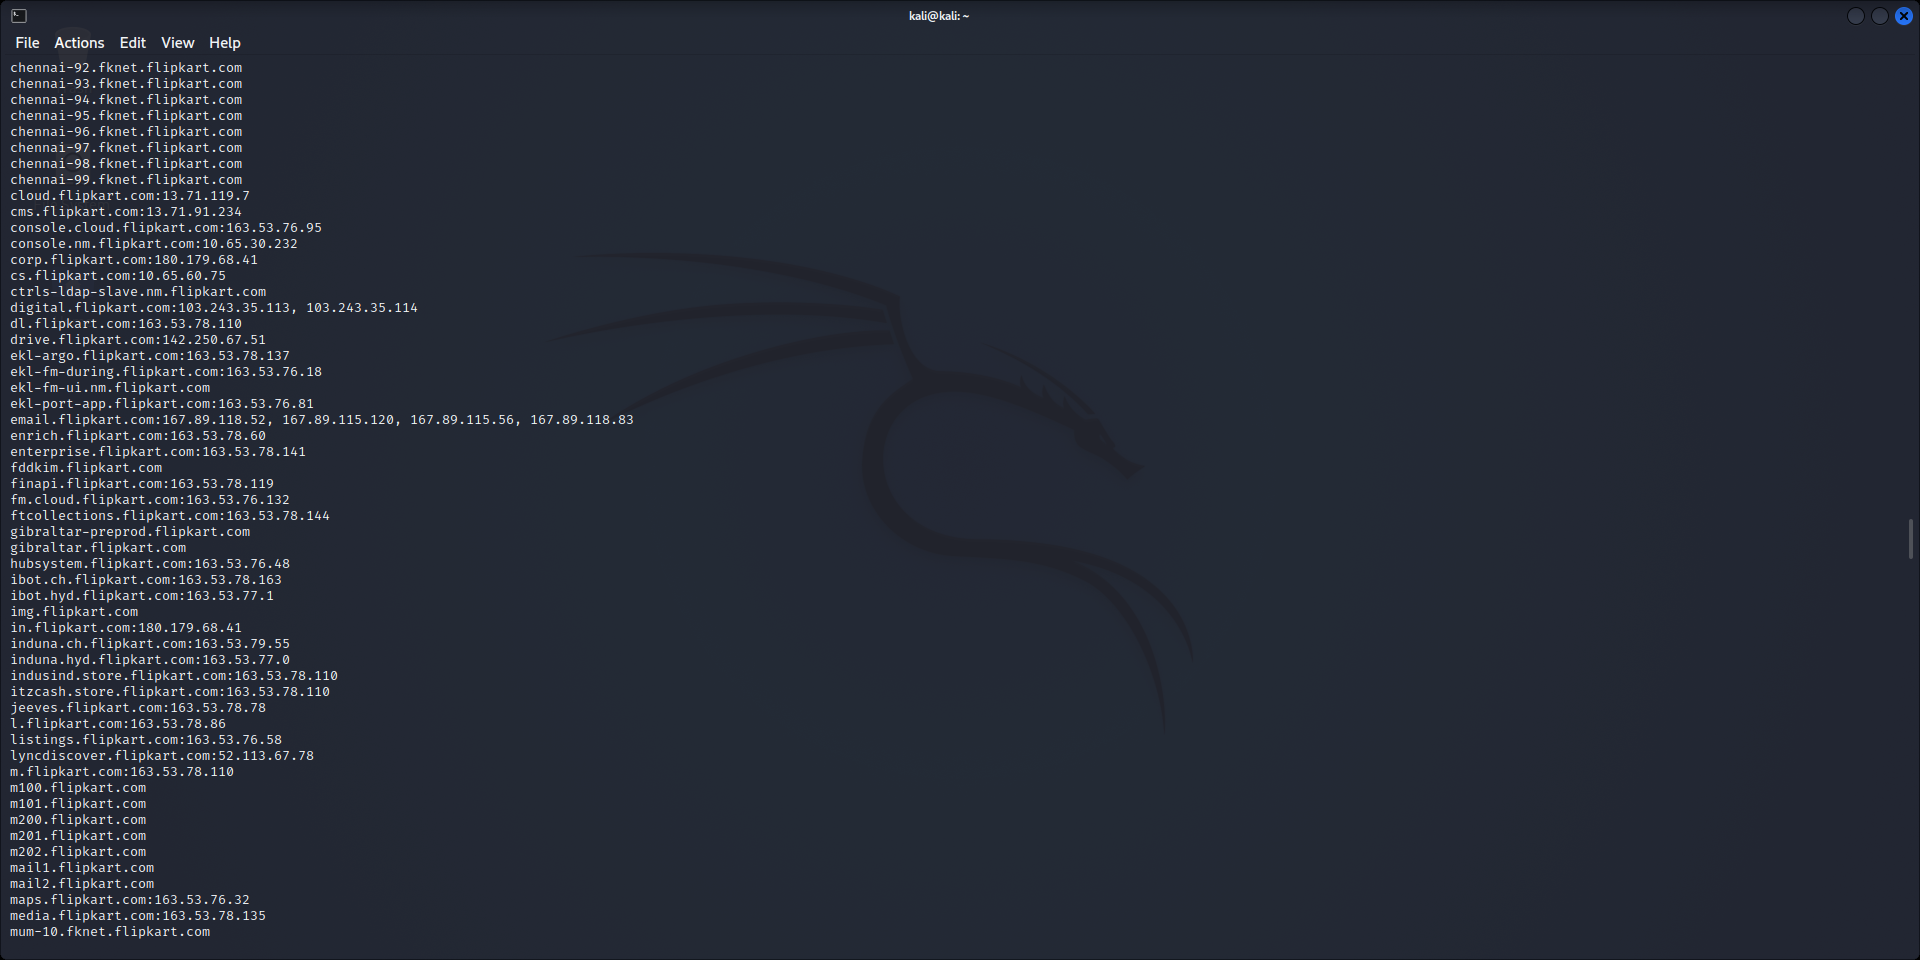 kali@kali: ~
File Actions Edit View Help
chennai-92.fknet.flipkart.com
chennai-93.fknet.flipkart.com
chennai-94.fknet.flipkart.com
chennai-95.fknet.flipkart.com
chennai-96.fknet.flipkart.com
chennai-97.fknet.flipkart.com
chennai-98.fknet.flipkart.com
chennai-99.fknet.flipkart.com
cloud.flipkart.com:13.71.119.7
cms.flipkart.com:13.71.91.234
console.cloud.flipkart.com:163.53.76.95
console.nm.flipkart.com:10.65.30.232
corp.flipkart.com:180.179.68.41
cs.flipkart.com:10.65.60.75
ctrls-ldap-slave.nm.flipkart.com
digital.flipkart.com:103.243.35.113, 103.243.35.114
dl.flipkart.com:163.53.78.110
drive.flipkart.com:142.250.67.51
ekl-argo.flipkart.com:163.53.78.137
ekl-fm-during.flipkart.com:163.53.76.18
ekl-fm-ui.nm.flipkart.com
ekl-port-app.flipkart.com:163.53.76.81
email.flipkart.com:167.89.118.52, 167.89.115.120, 167.89.115.56, 167.89.118.83
enrich.flipkart.com:163.53.78.60
enterprise.flipkart.com:163.53.78.141
fddkim.flipkart.com
finapi.flipkart.com:163.53.78.119
fm.cloud.flipkart.com:163.53.76.132
ftcollections.flipkart.com:163.53.78.144
gibraltar-preprod.flipkart.com
gibraltar.flipkart.com
hubsystem.flipkart.com:163.53.76.48
ibot.ch.flipkart.com:163.53.78.163
ibot.hyd.flipkart.com:163.53.77.1
img.flipkart.com
in.flipkart.com:180.179.68.41
induna.ch.flipkart.com:163.53.79.55
induna.hyd.flipkart.com:163.53.77.0
indusind.store.flipkart.com:163.53.78.110
itzcash.store.flipkart.com:163.53.78.110
jeeves.flipkart.com:163.53.78.78
l.flipkart.com:163.53.78.86
listings.flipkart.com:163.53.76.58
lyncdiscover.flipkart.com:52.113.67.78
m.flipkart.com:163.53.78.110
m100.flipkart.com
m101.flipkart.com
m200.flipkart.com
m201.flipkart.com
m202.flipkart.com
mail1.flipkart.com
mail2.flipkart.com
maps.flipkart.com:163.53.76.32
media.flipkart.com:163.53.78.135
mum-10.fknet.flipkart.com